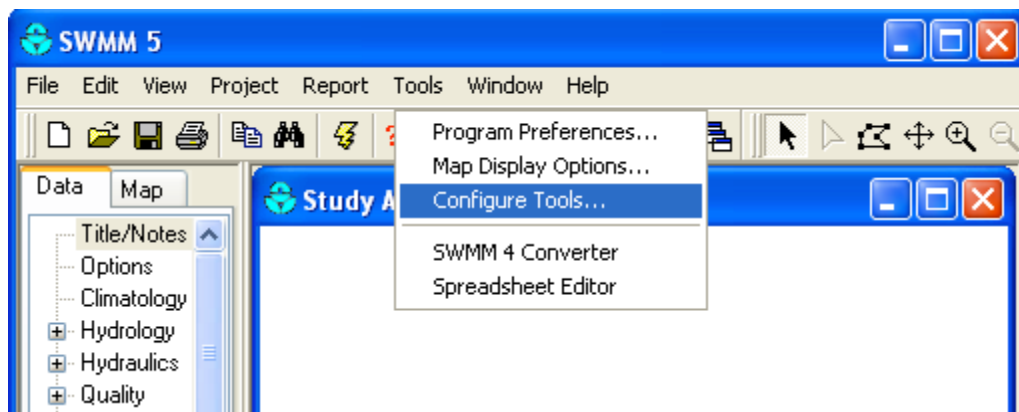 SWMM 5
File Edit View Project Report Tools Window Help
Program Preferences...
Map Display Options...
Configure Tools...
SWMM 4 Converter
Spreadsheet Editor
Data Map
Title/Notes
Options
Climatology
Hydrology
Hydraulics
Quality
Study A